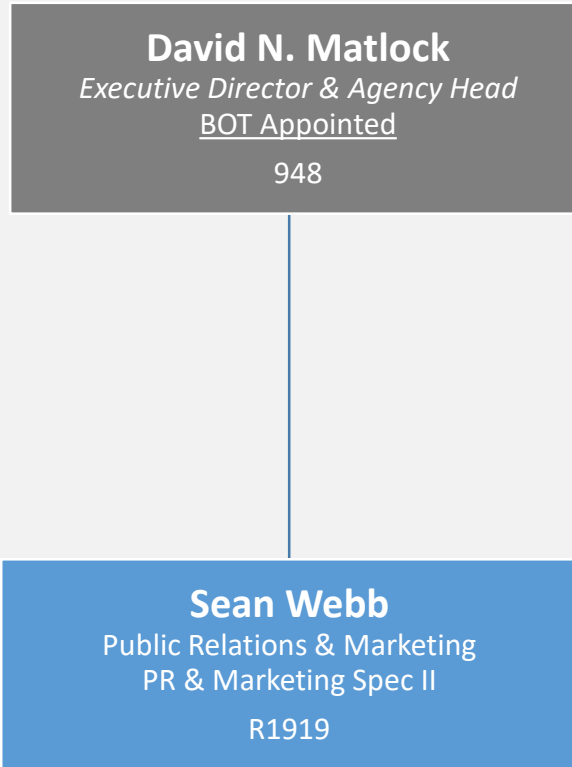 David N. Matlock
Executive Director & Agency Head
BOT Appointed
948
Sean Webb
Public Relations & Marketing
PR & Marketing Spec II
R1919